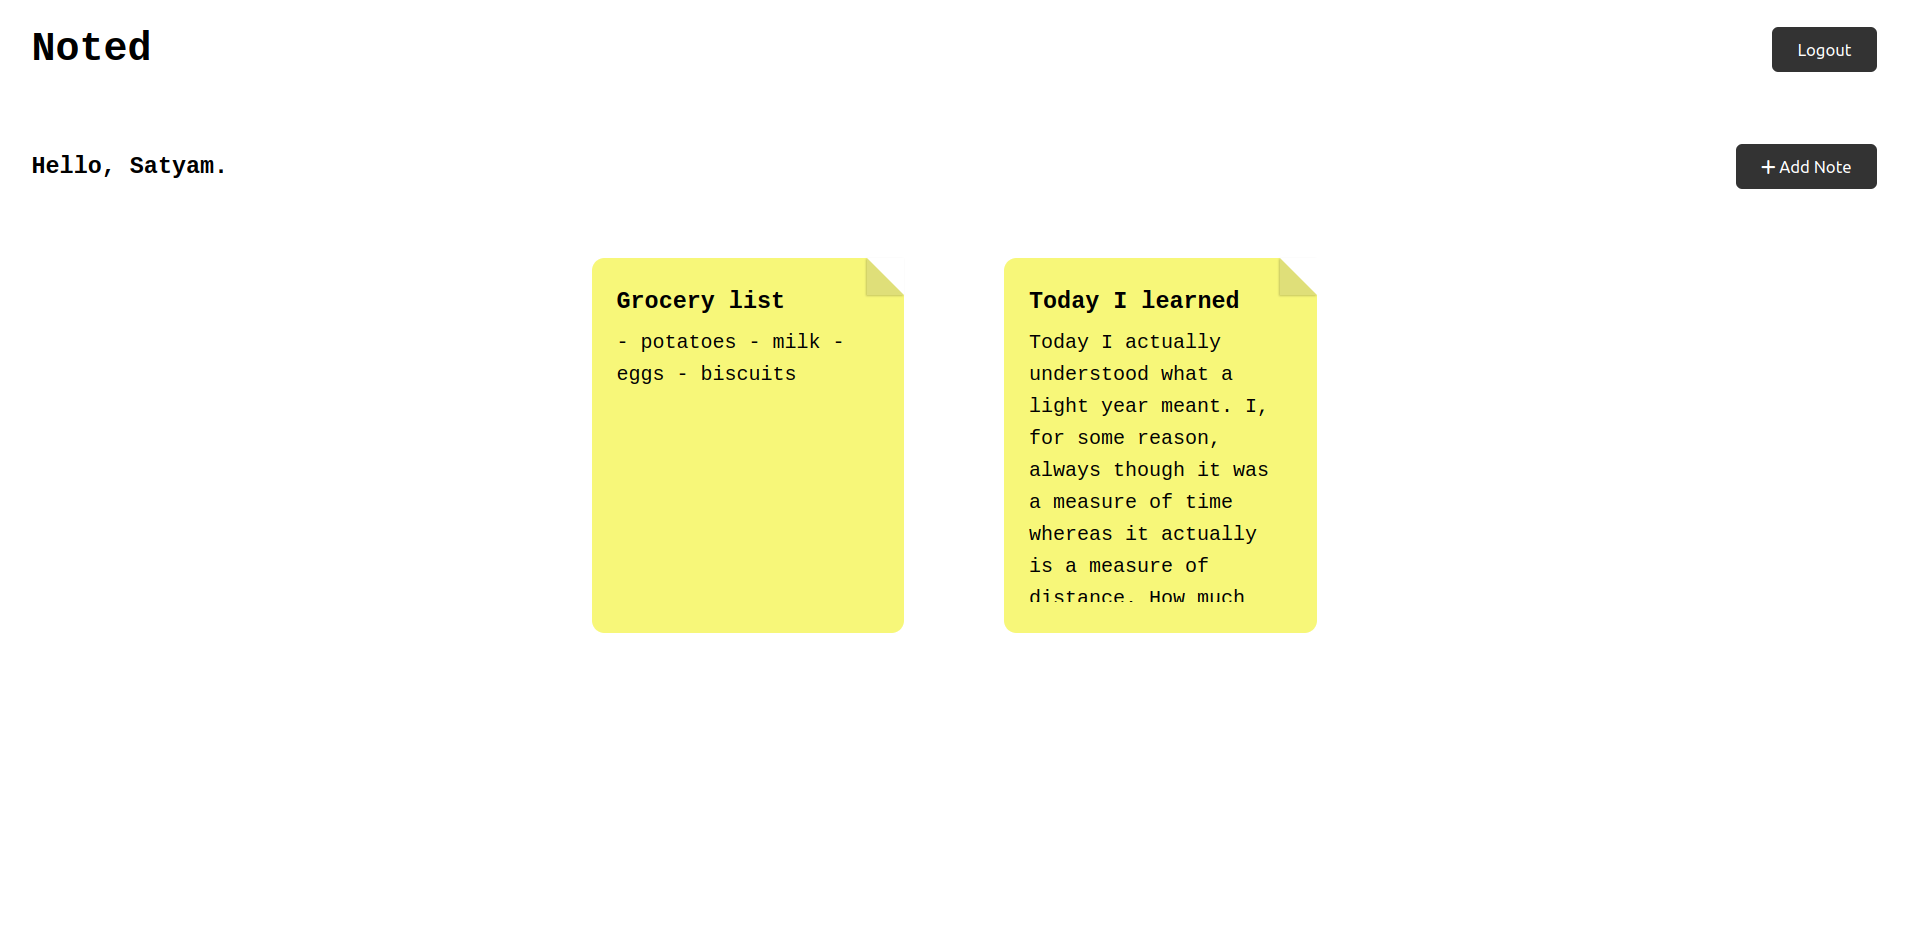 Noted
Logout
Hello, Satyam.
+ Add Note
Grocery list
- potatoes - milk -
eggs - biscuits
Today I learned
Today I actually
understood what a
light year meant. I,
for some reason,
always though it was
a measure of time
whereas it actually
is a measure of
distance. How much